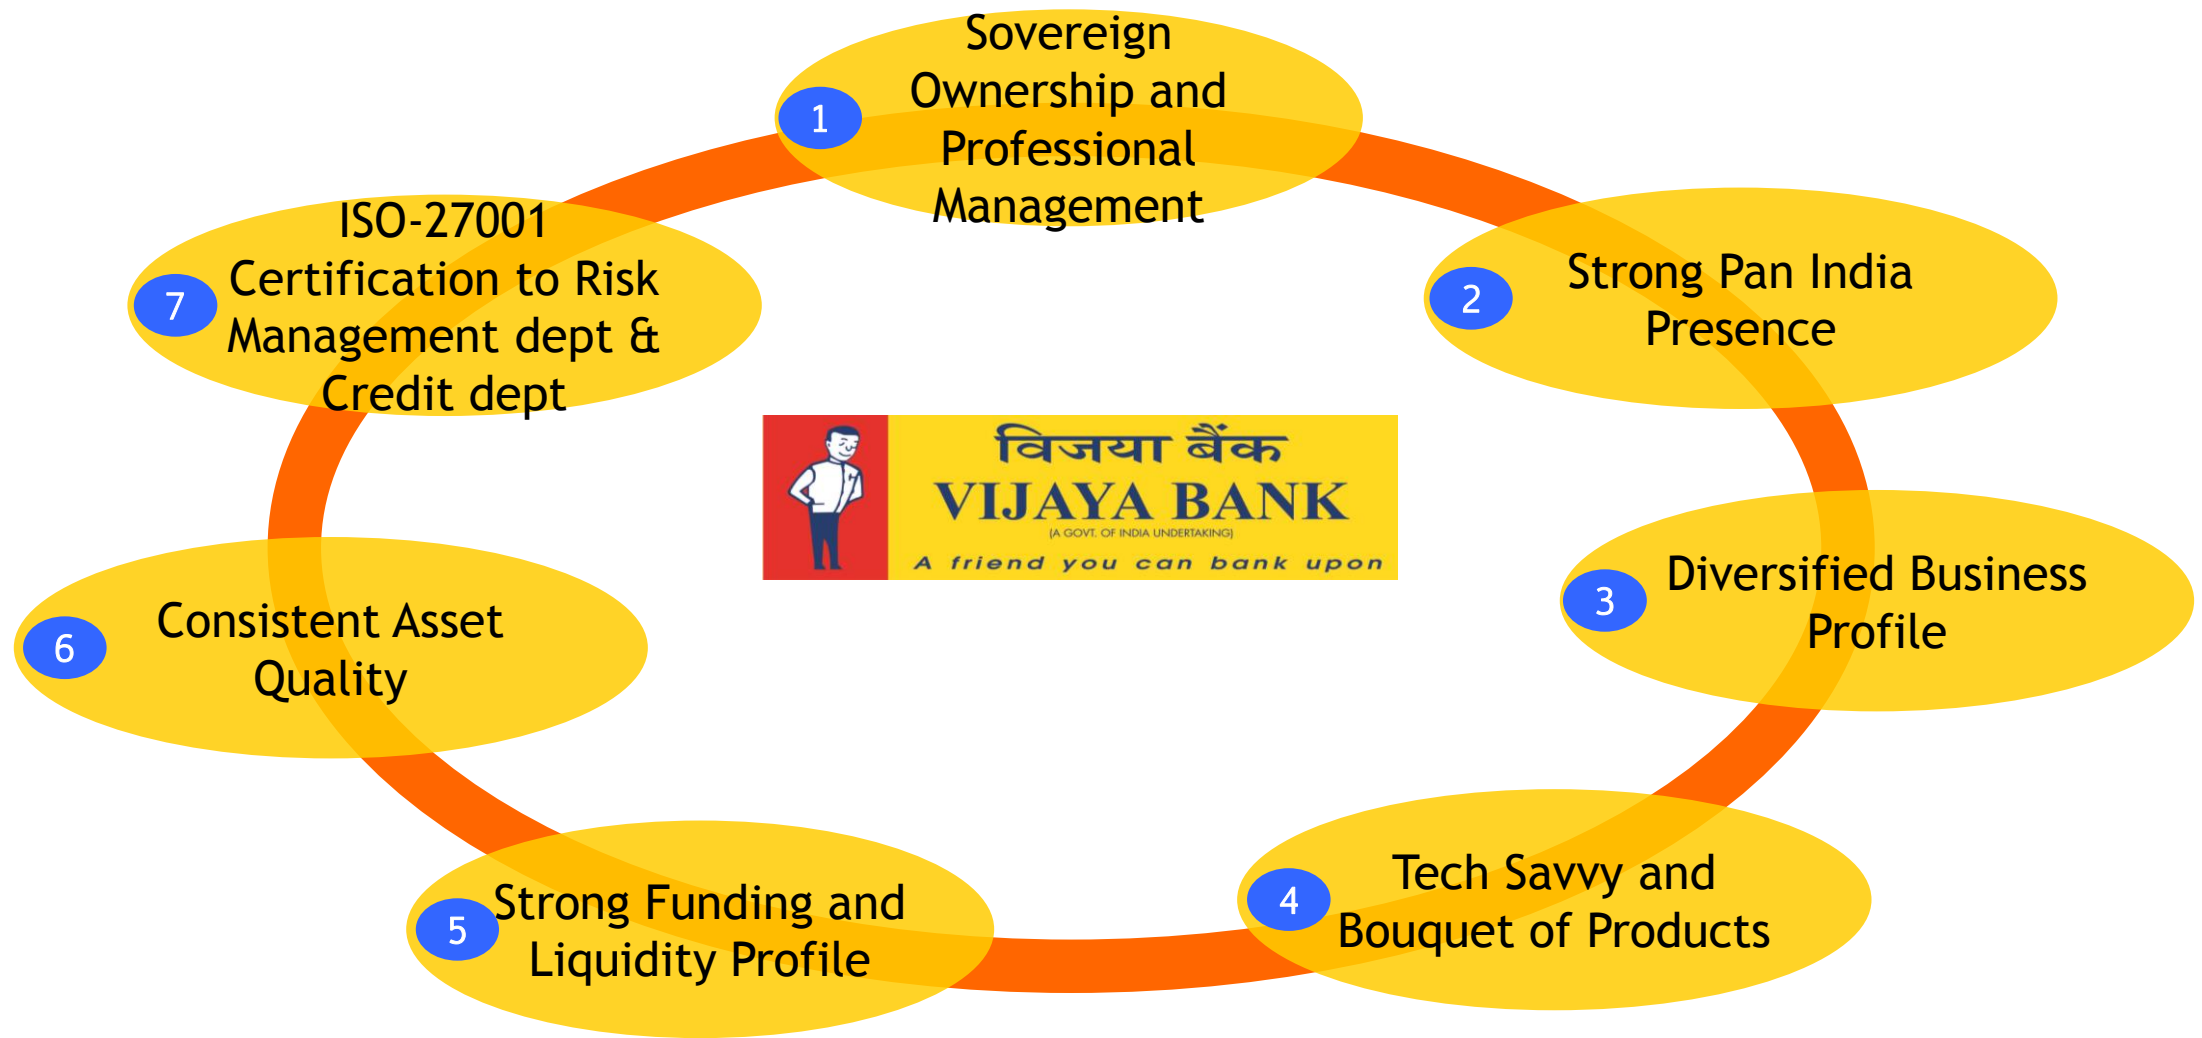 1
Sovereign
Ownership and
Professional
Management
2
Strong Pan India
Presence
3
Diversified Business
Profile
4
Tech Savvy and
Bouquet of Products
5
Strong Funding and
Liquidity Profile
6
Consistent Asset
Quality
7
ISO-27001
Certification to Risk
Management dept &
Credit dept
विजया बैंक
VIJAYA BANK
(A GOVT. OF INDIA UNDERTAKING)
A friend you can bank upon